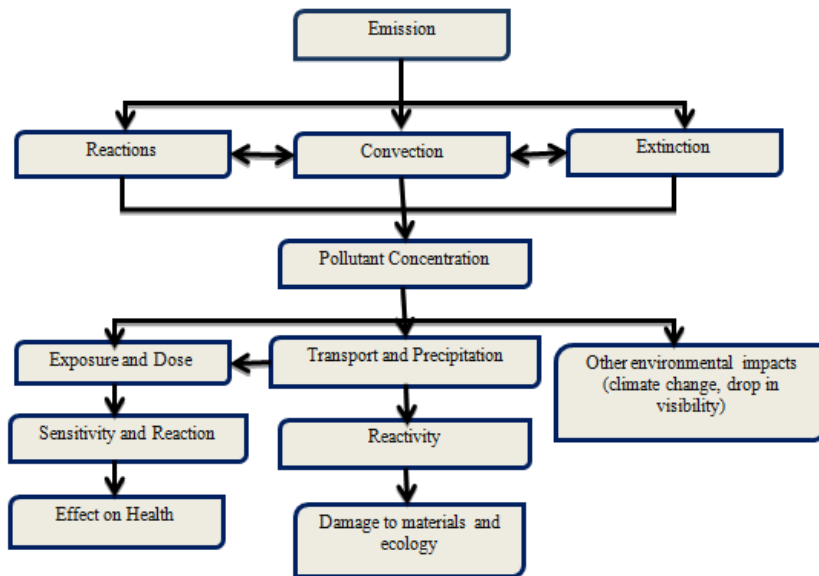 Emission
Reactions
Convection
Extinction
Pollutant Concentration
Exposure and Dose
Transport and Precipitation
Other environmental impacts
(climate change, drop in
visibility)
Sensitivity and Reaction
Reactivity
Effect on Health
Damage to materials and
ecology